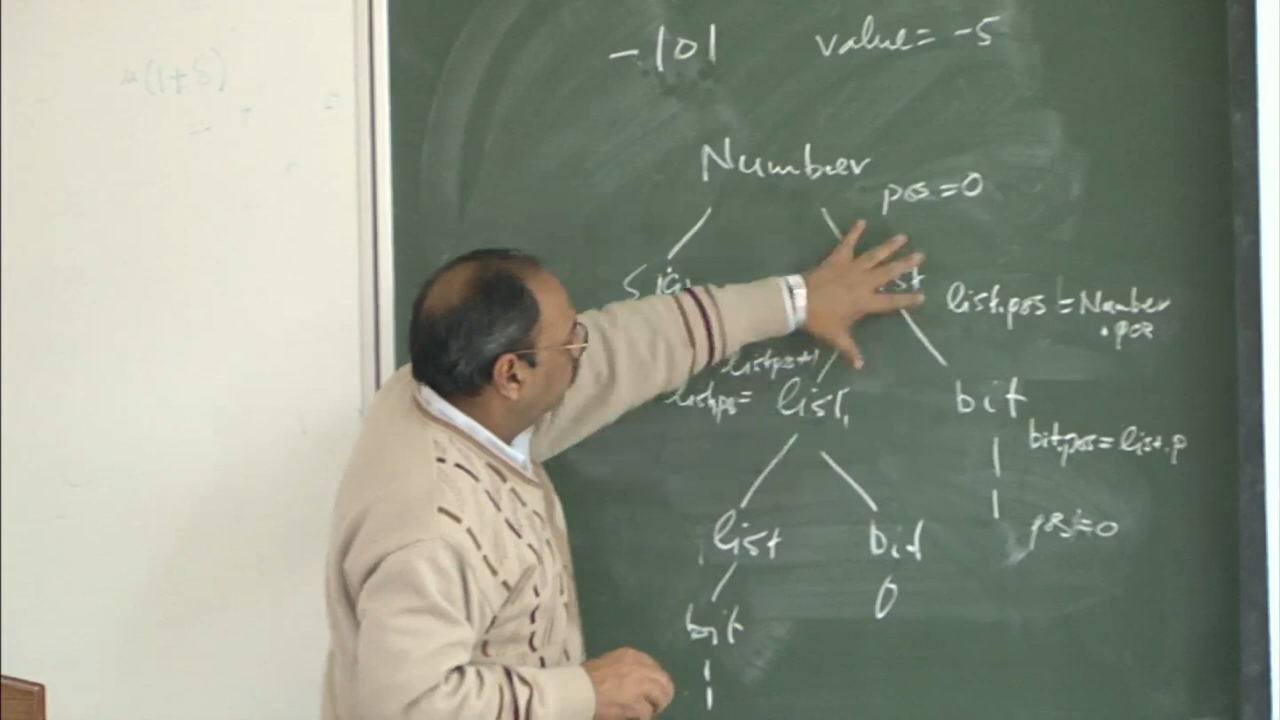 -101 value = -5
Number
pos = 0
list.pos = Number
.pos
list.pos+1
list.pos = list1
bit
bit.pos = list.p
pos = 0
list bit
0
bit
1